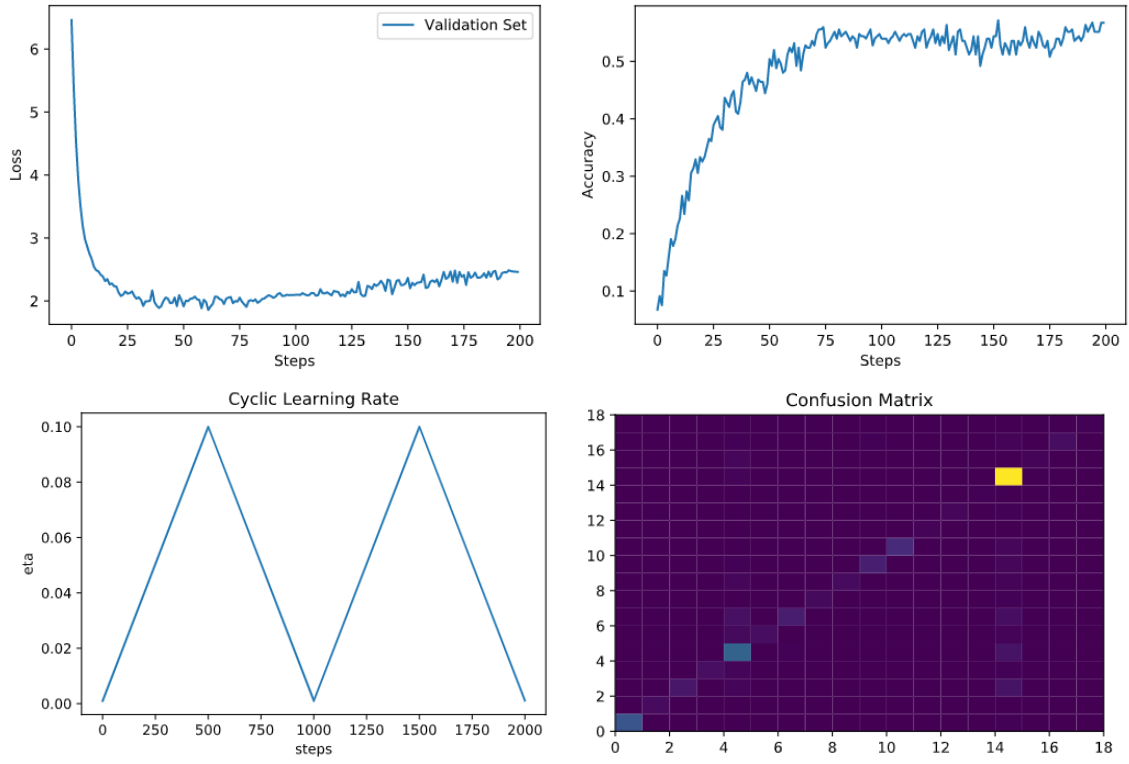 Validation Set
6
5
4
3
2
Loss
0 25 50 75 100 125 150 175 200
Steps
0.5
0.4
0.3
0.2
0.1
Accuracy
0 25 50 75 100 125 150 175 200
Steps
Cyclic Learning Rate
0.10
0.08
0.06
0.04
0.02
0.00
eta
0 250 500 750 1000 1250 1500 1750 2000
steps
Confusion Matrix
18
16
14
12
10
8
6
4
2
0
0 2 4 6 8 10 12 14 16 18